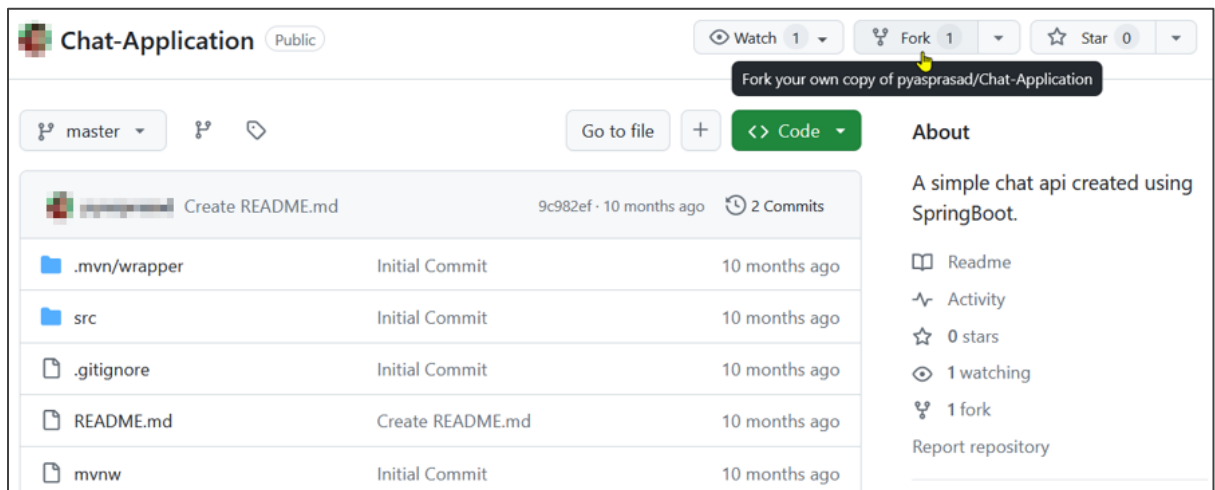 Chat-Application Public Watch 1 Fork 1 Star 0
Fork your own copy of pyasprasad/Chat-Application
master Go to file + <> Code About
A simple chat api created using
SpringBoot.
Create README.md 9c982ef · 10 months ago 2 Commits
.mvn/wrapper Initial Commit 10 months ago
Readme
Activity
src Initial Commit 10 months ago
0 stars
.gitignore Initial Commit 10 months ago
1 watching
README.md Create README.md 10 months ago
1 fork
Report repository
mvnw Initial Commit 10 months ago